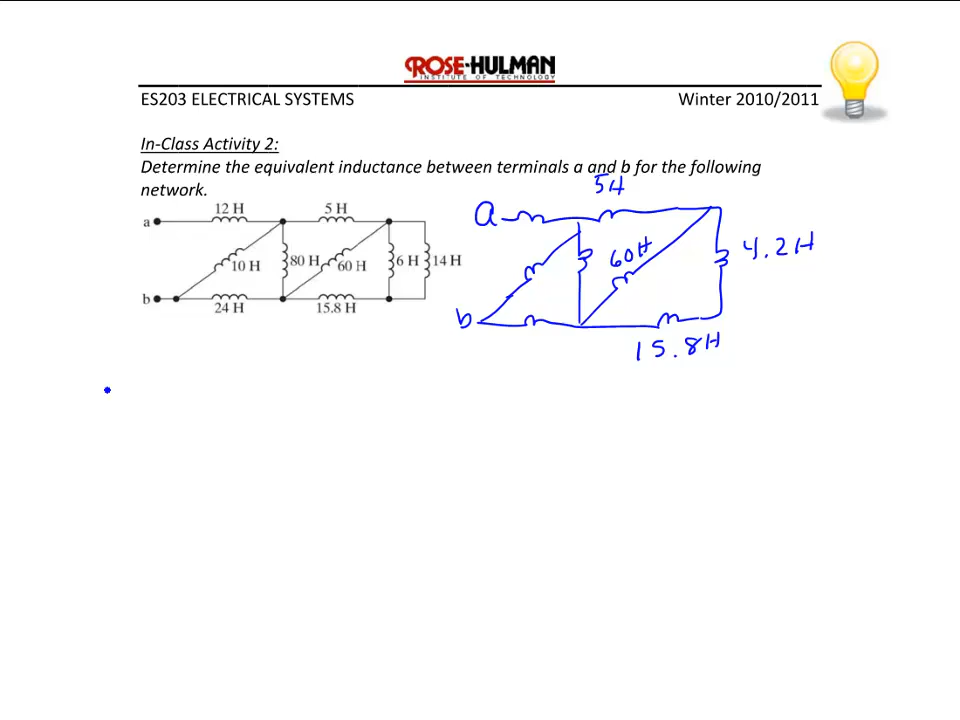 ROSE-HULMAN
INSTITUTE OF TECHNOLOGY
ES203 ELECTRICAL SYSTEMS Winter 2010/2011
In-Class Activity 2:
Determine the equivalent inductance between terminals a and b for the following
network.
12 H 5 H
a
10 H 80 H 60 H 6 H 14 H
b
24 H 15.8 H
5H
a
60H 4.2H
b
15.8H